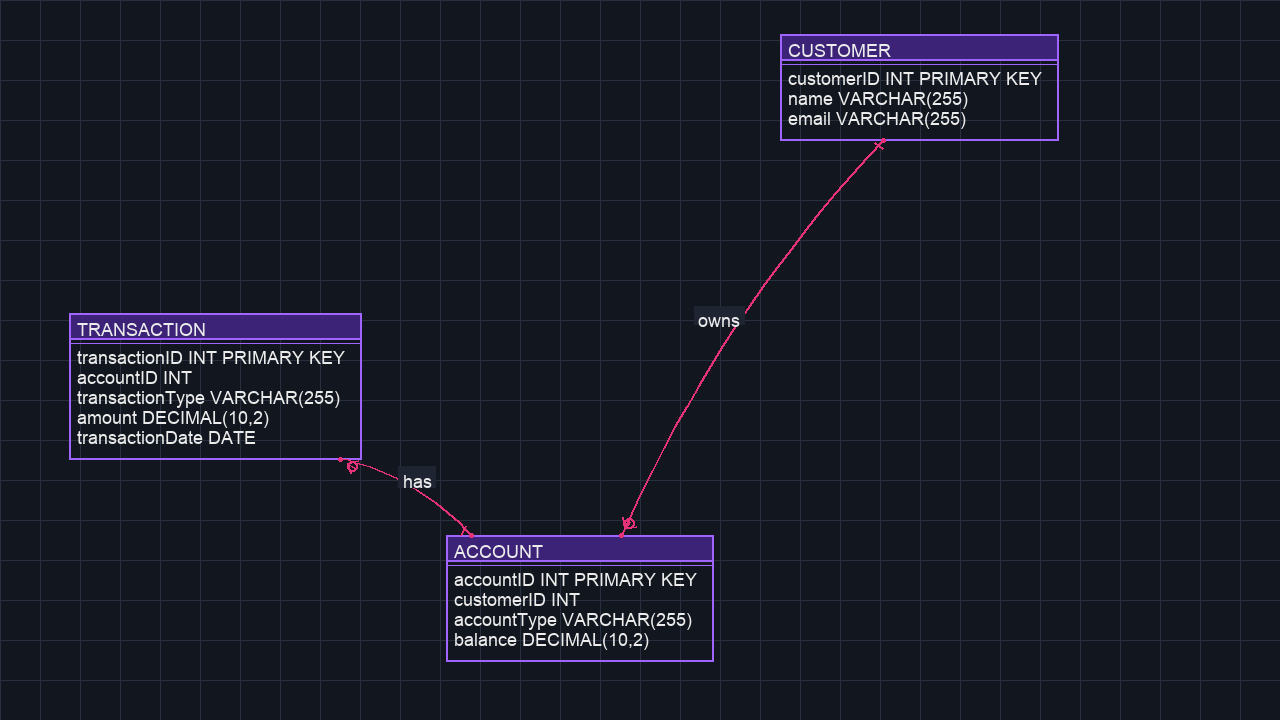 CUSTOMER
customerID INT PRIMARY KEY
name VARCHAR(255)
email VARCHAR(255)
owns
TRANSACTION
transactionID INT PRIMARY KEY
accountID INT
transactionType VARCHAR(255)
amount DECIMAL(10,2)
transactionDate DATE
has
ACCOUNT
accountID INT PRIMARY KEY
customerID INT
accountType VARCHAR(255)
balance DECIMAL(10,2)